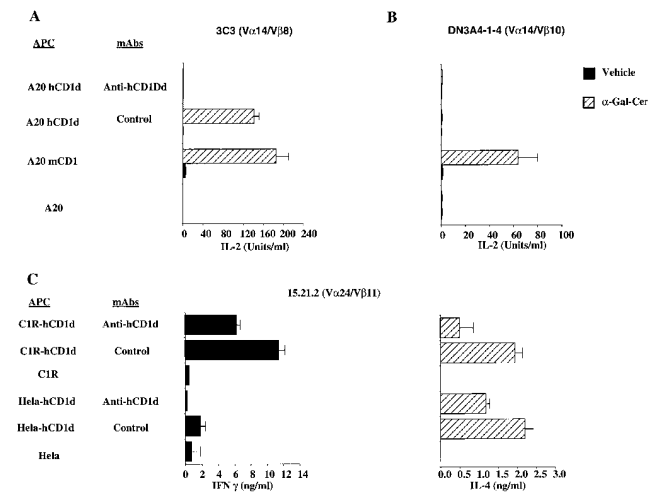 A
B
3C3 (Vα14/Vβ8)
DN3A4-1-4 (Vα14/Vβ10)
APC mAbs
Vehicle
α-Gal-Cer
A20 hCD1d Anti-hCD1Dd
A20 hCD1d Control
A20 mCD1
A20
0 40 80 120 160 200 240
IL-2 (Units/ml)
0 20 40 60 80 100
IL-2 (Units/ml)
C
15.21.2 (Vα24/Vβ11)
APC mAbs
C1R-hCD1d Anti-hCD1d
C1R-hCD1d Control
C1R
Hela-hCD1d Anti-hCD1d
Hela-hCD1d Control
Hela
0 2 4 6 8 10 12 14
IFN γ (ng/ml)
0.0 0.5 1.0 1.5 2.0 2.5 3.0
IL-4 (ng/ml)